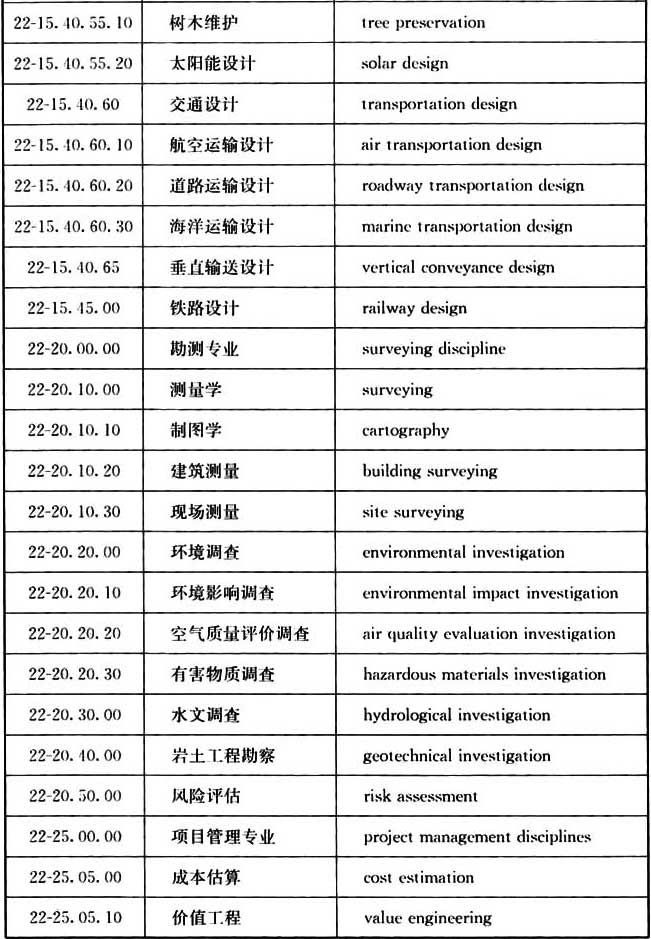 22-15.40.55.10 树木维护 tree preservation
22-15.40.55.20 太阳能设计 solar design
22-15.40.60 交通设计 transportation design
22-15.40.60.10 航空运输设计 air transportation design
22-15.40.60.20 道路运输设计 roadway transportation design
22-15.40.60.30 海洋运输设计 marine transportation design
22-15.40.65 垂直输送设计 vertical conveyance design
22-15.45.00 铁路设计 railway design
22-20.00.00 勘测专业 surveying discipline
22-20.10.00 测量学 surveying
22-20.10.10 制图学 cartography
22-20.10.20 建筑测量 building surveying
22-20.10.30 现场测量 site surveying
22-20.20.00 环境调查 environmental investigation
22-20.20.10 环境影响调查 environmental impact investigation
22-20.20.20 空气质量评价调查 air quality evaluation investigation
22-20.20.30 有害物质调查 hazardous materials investigation
22-20.30.00 水文调查 hydrological investigation
22-20.40.00 岩土工程勘察 geotechnical investigation
22-20.50.00 风险评估 risk assessment
22-25.00.00 项目管理专业 project management disciplines
22-25.05.00 成本估算 cost estimation
22-25.05.10 价值工程 value engineering